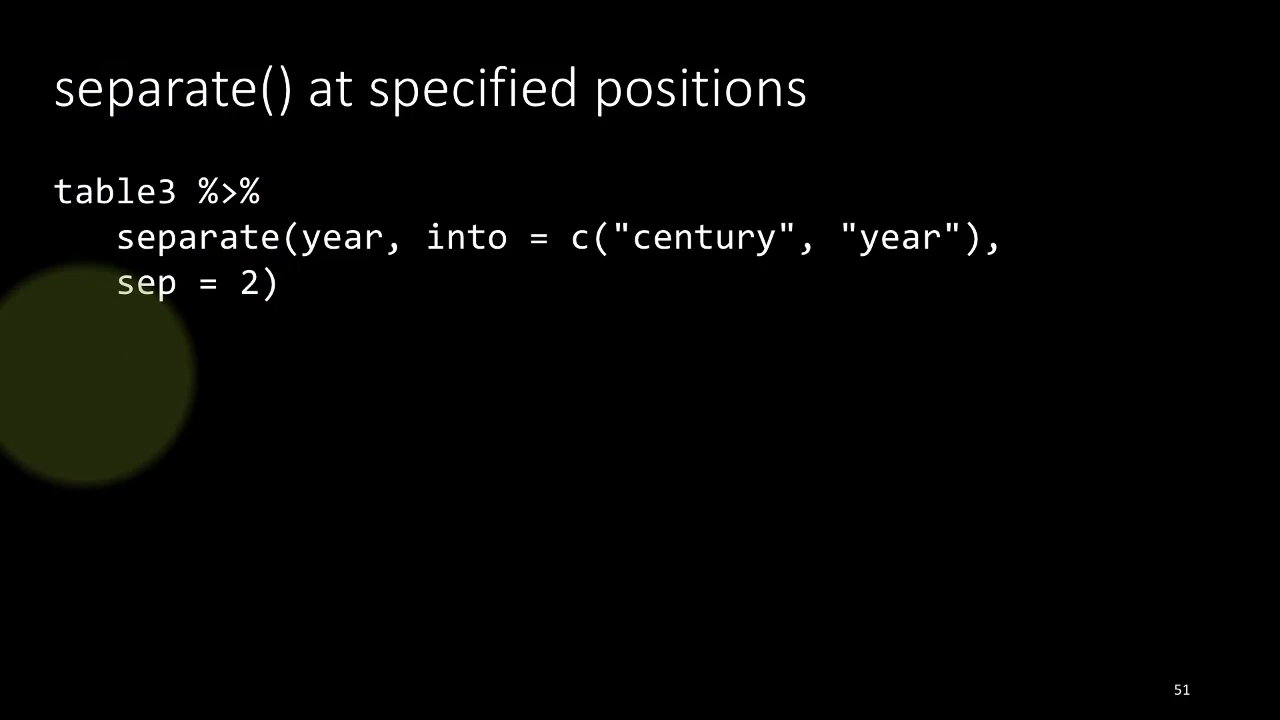 separate() at specified positions
table3 %>%
   separate(year, into = c("century", "year"),
   sep = 2)
51